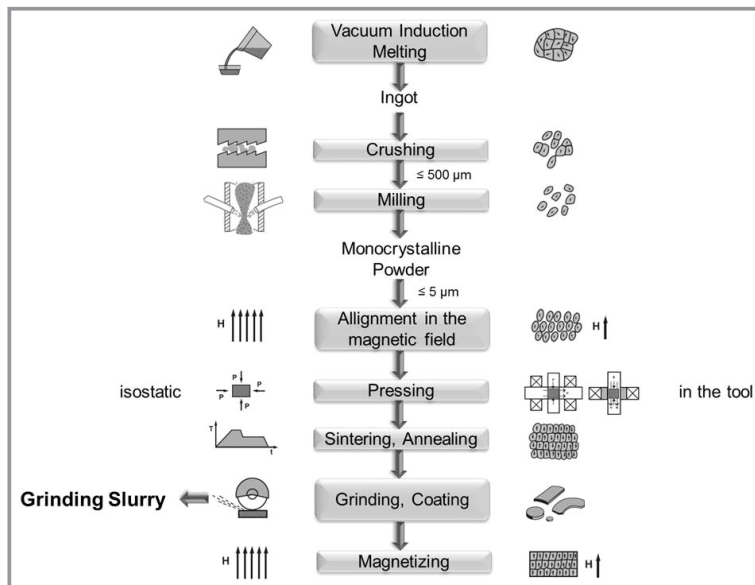 Vacuum Induction
Melting
Ingot
Crushing
≤ 500 µm
Milling
Monocrystalline
Powder
≤ 5 µm
H
Allignment in the
magnetic field
H
isostatic
P
P
P
P
Pressing
in the tool
T
t
Sintering, Annealing
Grinding Slurry
Grinding, Coating
H
Magnetizing
H